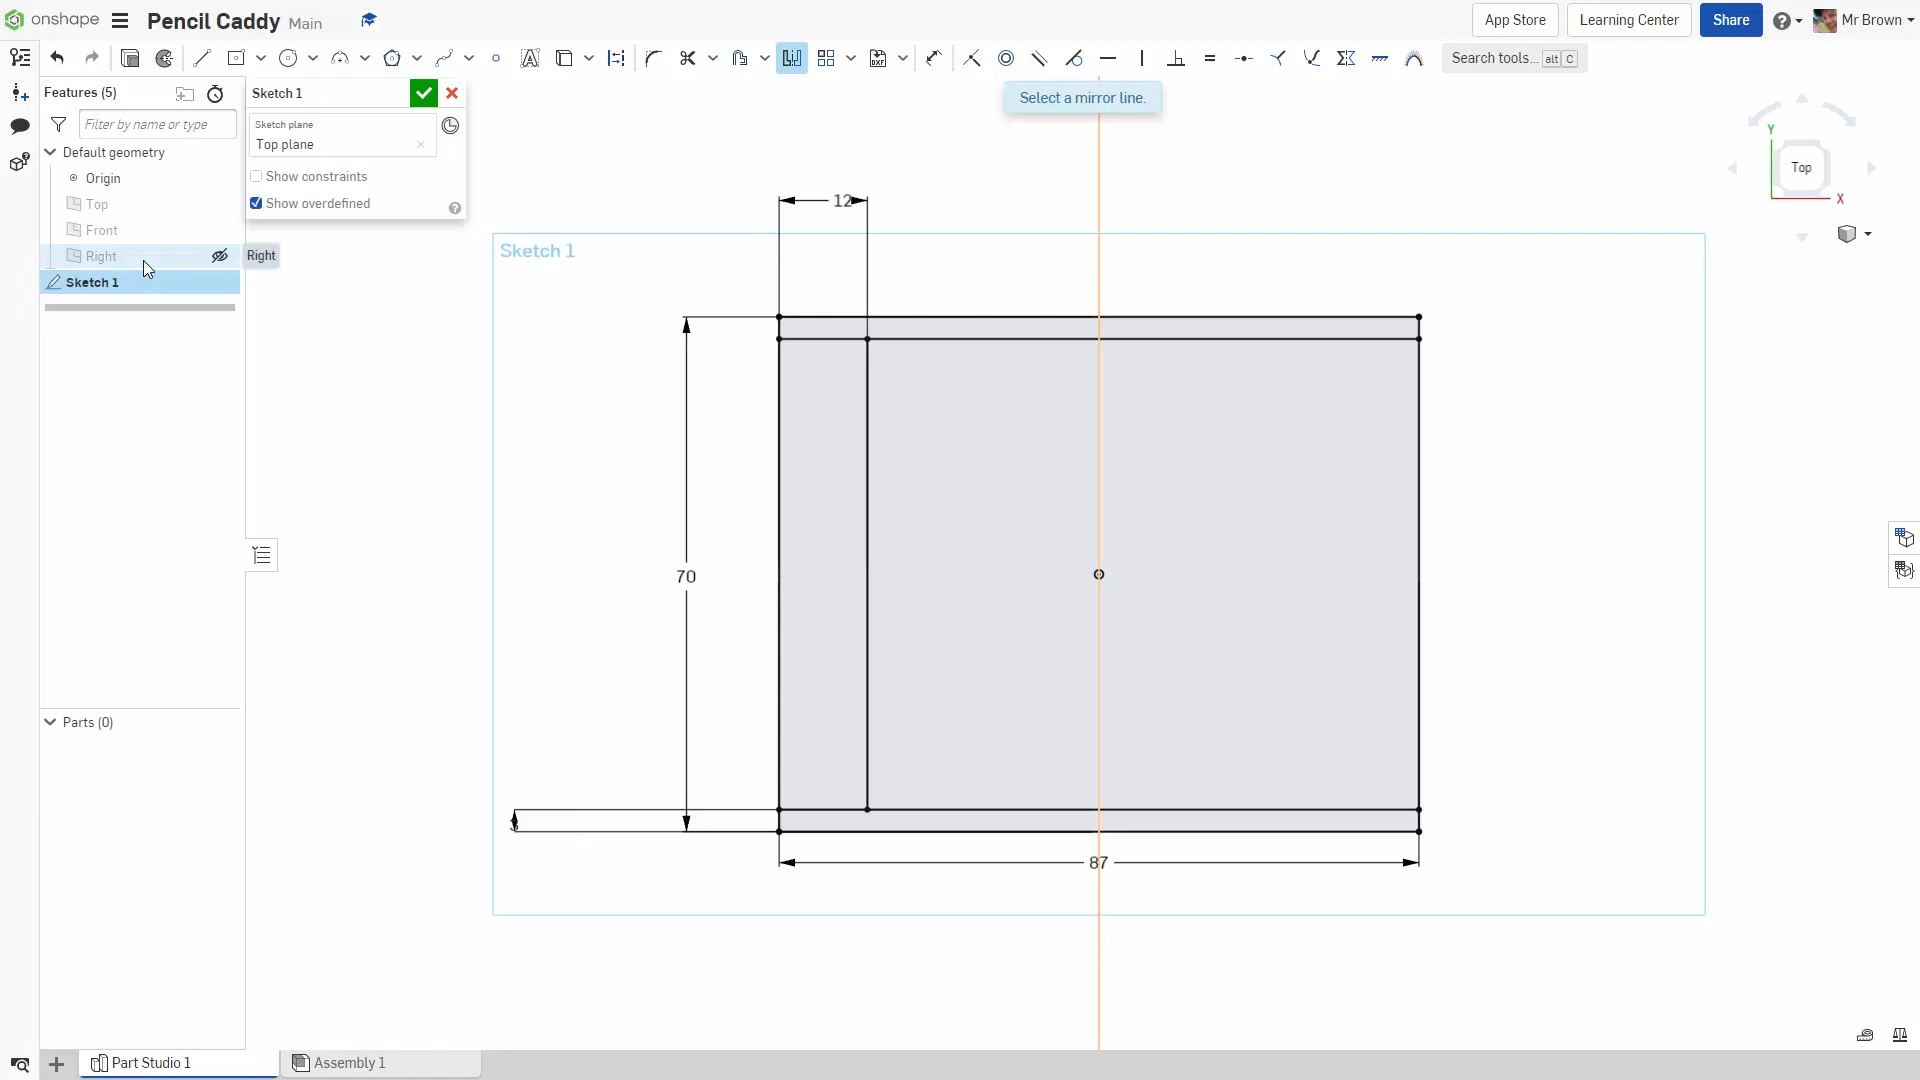 onshape
Pencil Caddy Main
App Store
Learning Center
Share
Mr Brown
Search tools... alt C
Features (5)
Filter by name or type
Default geometry
Origin
Top
Front
Right
Sketch 1
Parts (0)
Sketch 1
Sketch plane
Top plane
Show constraints
Show overdefined
Right
Select a mirror line.
Y
Top
X
Sketch 1
12
70
87
Part Studio 1
Assembly 1